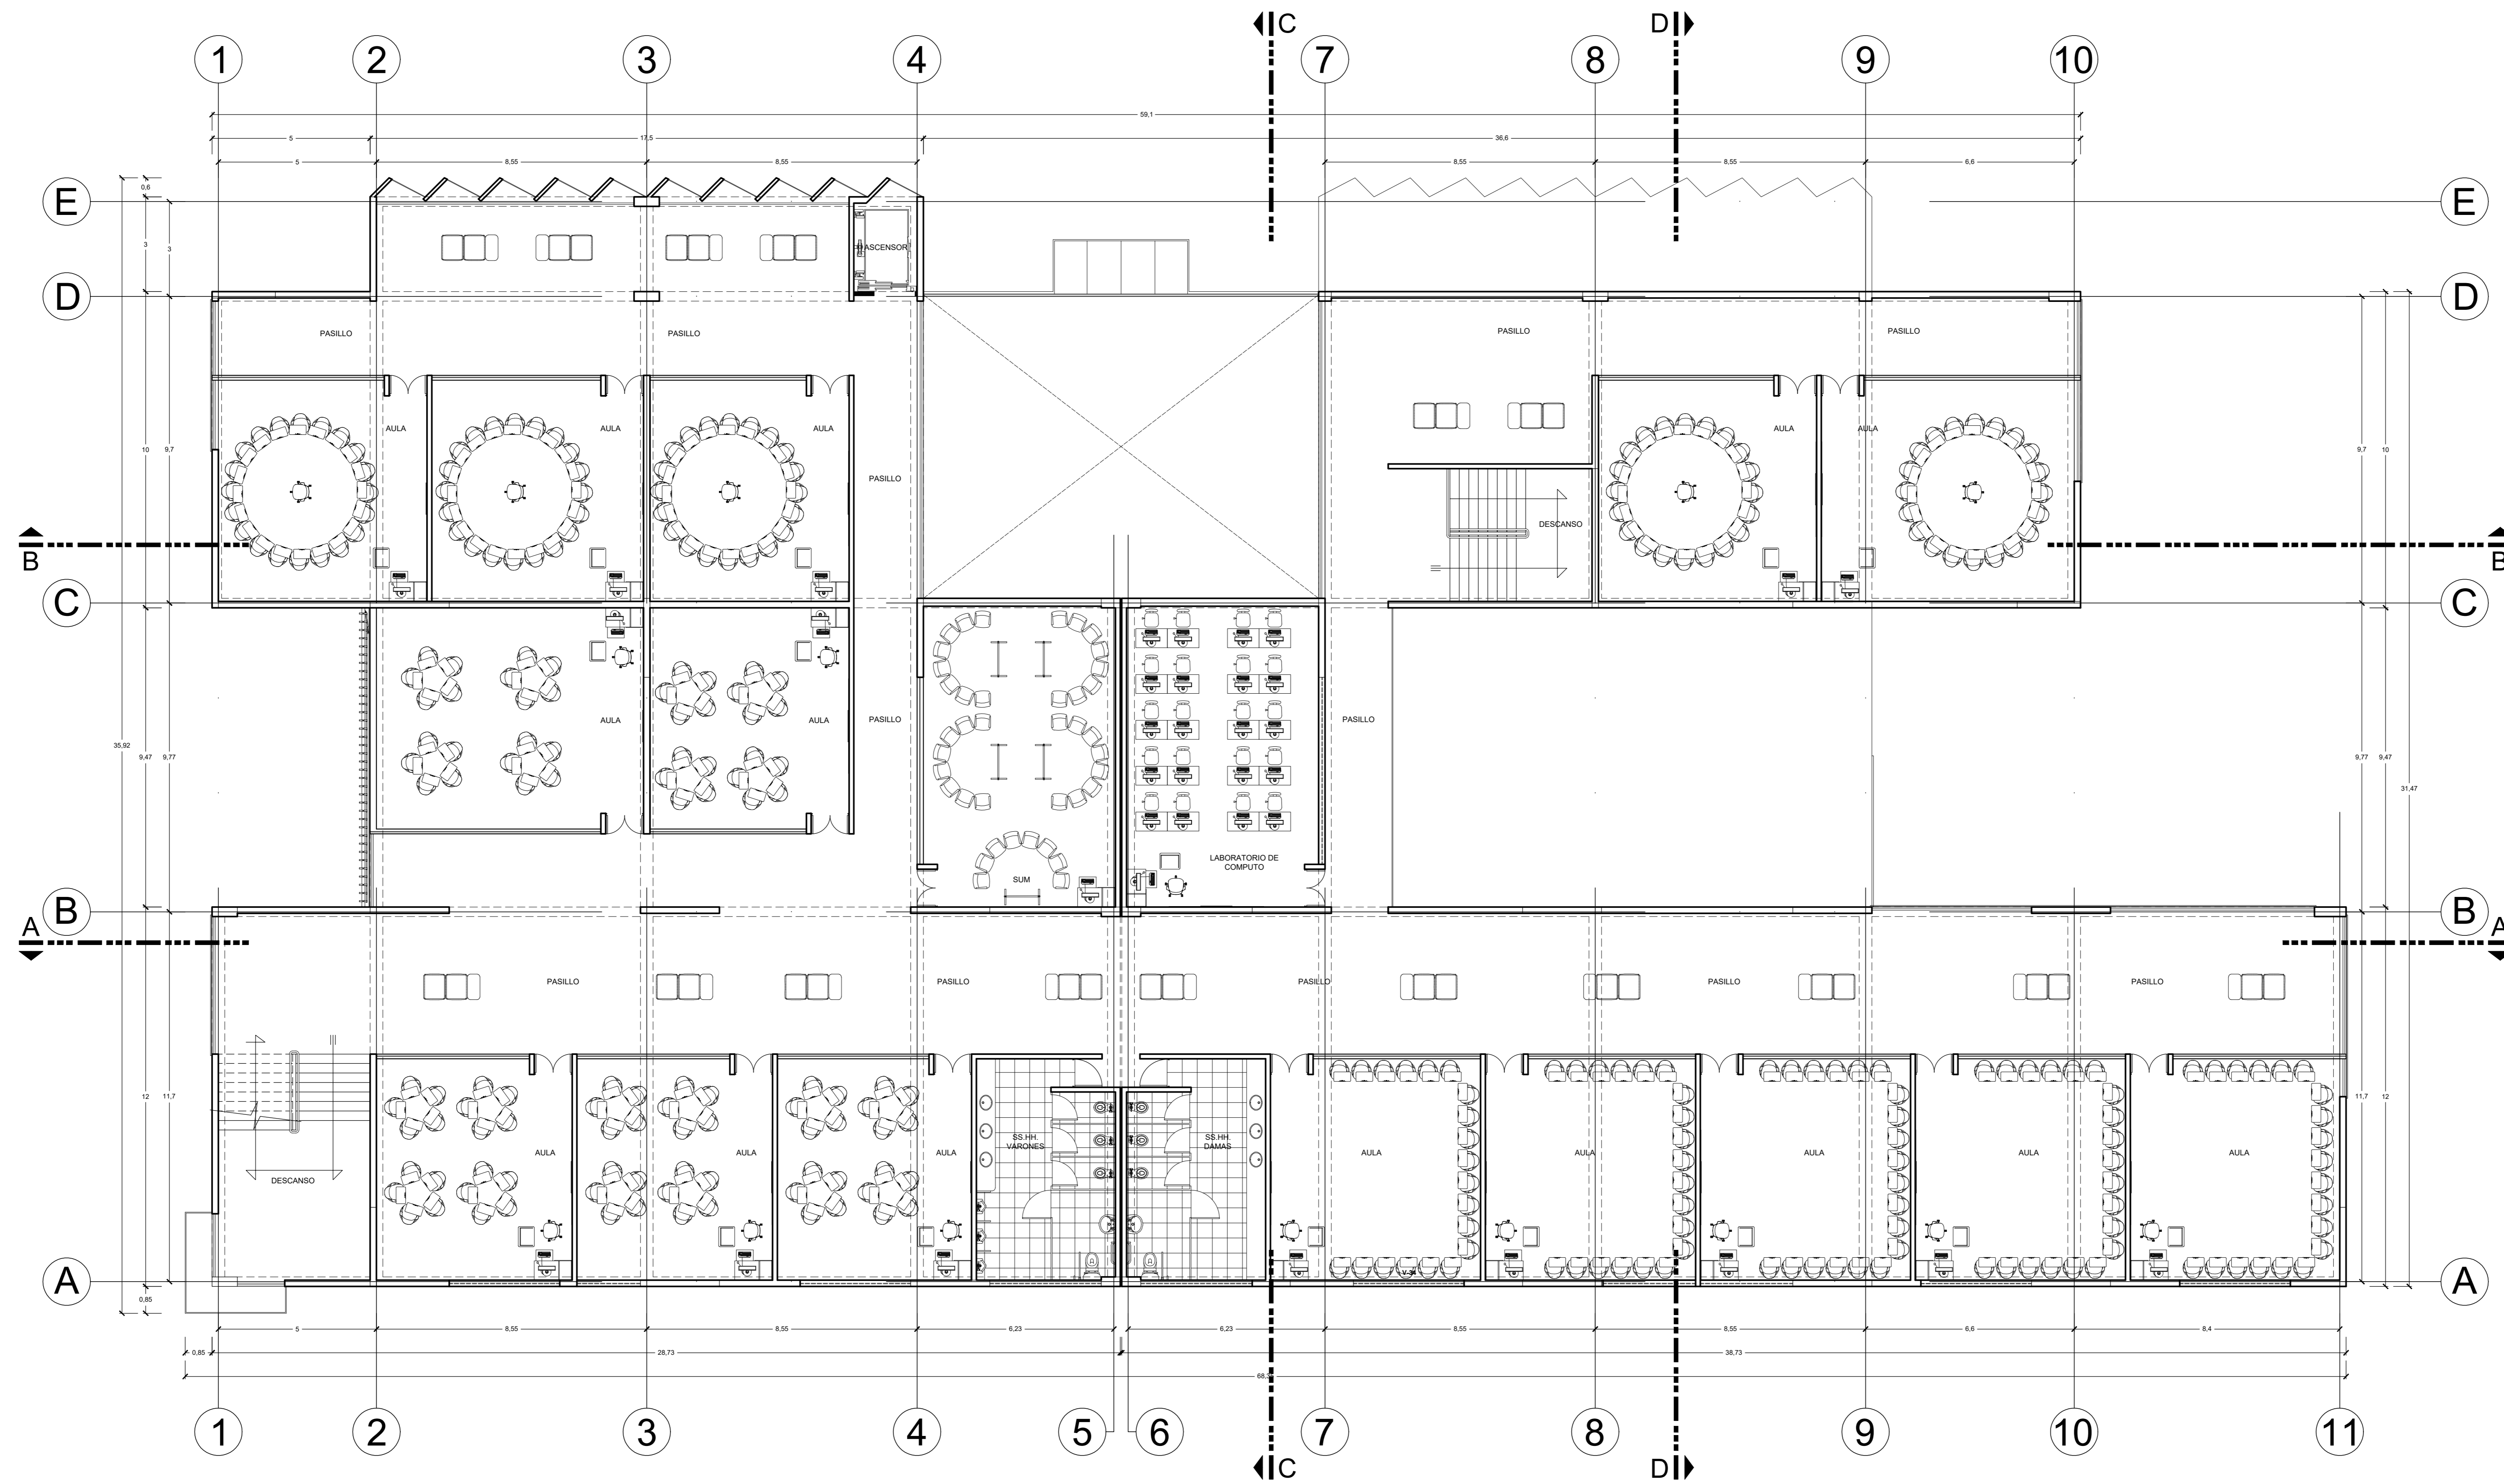 C D
1 2 3 4 7 8 9 10
59,1
5 17,5 36,6
5 8,55 8,55 8,55 8,55 6,6
0,6
E E
3 3
ASCENSOR
D D
PASILLO PASILLO PASILLO PASILLO
AULA AULA AULA AULA AULA
10 9,7 9,7 10
PASILLO
DESCANSO
B B
C C
AULA AULA PASILLO PASILLO
35,92
9,47 9,77 9,77 9,47
31,47
LABORATORIO DE
COMPUTO
SUM
B B
A A
PASILLO PASILLO PASILLO PASILLO PASILLO
12 11,7 11,7 12
SS.HH.
VARONES
SS.HH.
DAMAS
AULA AULA AULA AULA AULA AULA AULA AULA
DESCANSO
A A
0,85
5 8,55 8,55 6,23 6,23 8,55 8,55 6,6 8,4
0,85 28,73 38,73
1 2 3 4 5 6 7 8 9 10 11
C D